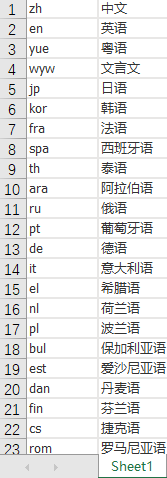 1 zh 中文
2 en 英语
3 yue 粤语
4 wyw 文言文
5 jp 日语
6 kor 韩语
7 fra 法语
8 spa 西班牙语
9 th 泰语
10 ara 阿拉伯语
11 ru 俄语
12 pt 葡萄牙语
13 de 德语
14 it 意大利语
15 el 希腊语
16 nl 荷兰语
17 pl 波兰语
18 bul 保加利亚语
19 est 爱沙尼亚语
20 dan 丹麦语
21 fin 芬兰语
22 cs 捷克语
23 rom 罗马尼亚语
Sheet1